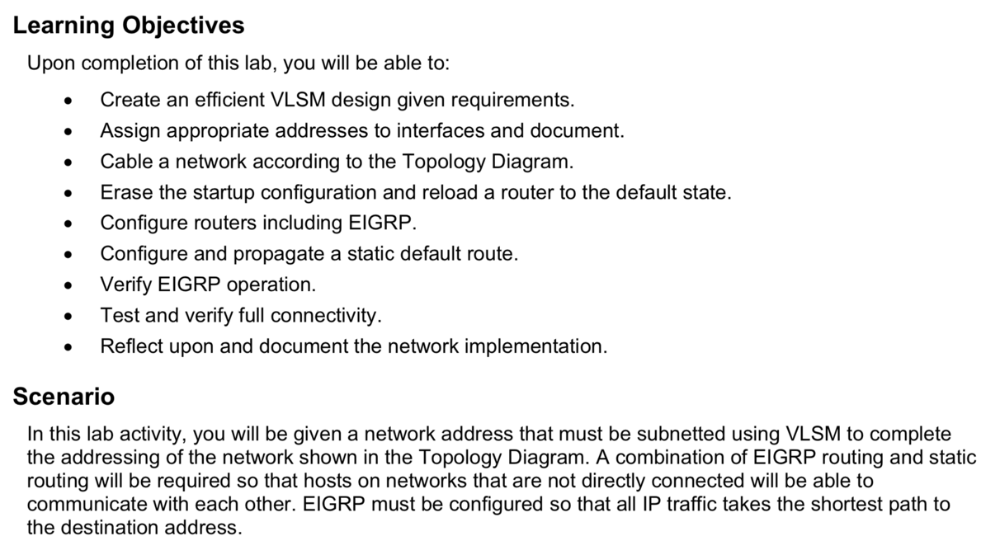 Learning Objectives
Upon completion of this lab, you will be able to:
• Create an efficient VLSM design given requirements.
• Assign appropriate addresses to interfaces and document.
• Cable a network according to the Topology Diagram.
• Erase the startup configuration and reload a router to the default state.
• Configure routers including EIGRP.
• Configure and propagate a static default route.
• Verify EIGRP operation.
• Test and verify full connectivity.
• Reflect upon and document the network implementation.
Scenario
In this lab activity, you will be given a network address that must be subnetted using VLSM to complete
the addressing of the network shown in the Topology Diagram. A combination of EIGRP routing and static
routing will be required so that hosts on networks that are not directly connected will be able to
communicate with each other. EIGRP must be configured so that all IP traffic takes the shortest path to
the destination address.